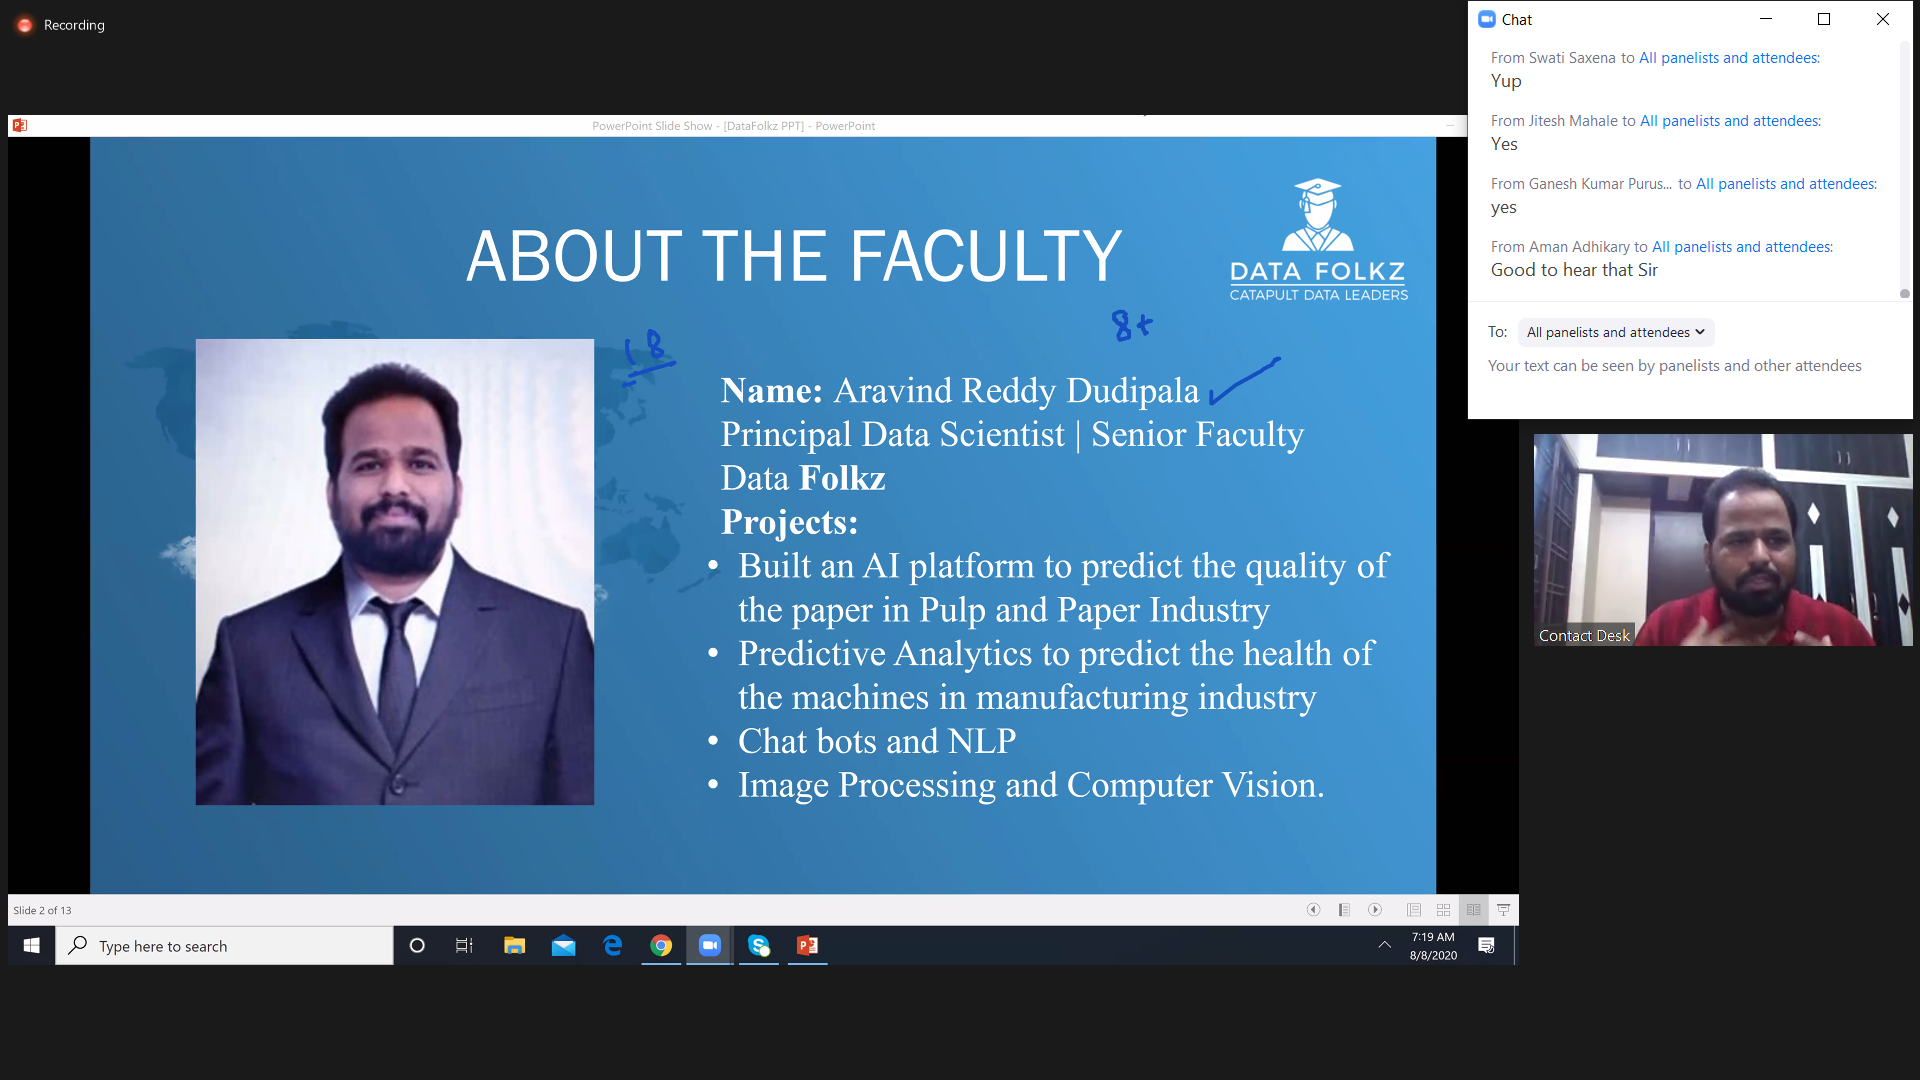 Recording
PowerPoint Slide Show - [DataFolkz PPT] - PowerPoint
ABOUT THE FACULTY
DATA FOLKZ
CATAPULT DATA LEADERS
18
8+
Name: Aravind Reddy Dudipala
Principal Data Scientist | Senior Faculty
Data Folkz
Projects:
• Built an AI platform to predict the quality of
the paper in Pulp and Paper Industry
• Predictive Analytics to predict the health of
the machines in manufacturing industry
• Chat bots and NLP
• Image Processing and Computer Vision.
Slide 2 of 13
Type here to search
7:19 AM
8/8/2020
Chat
From Swati Saxena to All panelists and attendees:
Yup
From Jitesh Mahale to All panelists and attendees:
Yes
From Ganesh Kumar Purus... to All panelists and attendees:
yes
From Aman Adhikary to All panelists and attendees:
Good to hear that Sir
To: All panelists and attendees
Your text can be seen by panelists and other attendees
Contact Desk